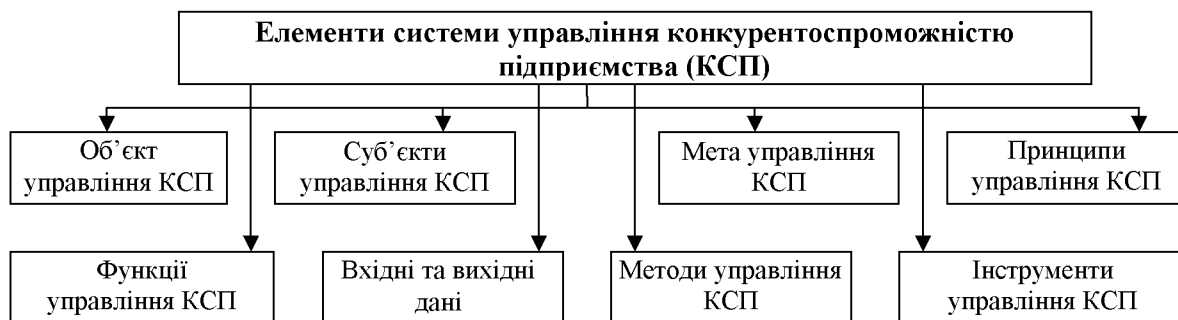 Елементи системи управління конкурентоспроможністю
підприємства (КСП)
Об’єкт
управління КСП
Суб’єкти
управління КСП
Мета управління
КСП
Принципи
управління КСП
Функції
управління КСП
Вхідні та вихідні
дані
Методи управління
КСП
Інструменти
управління КСП